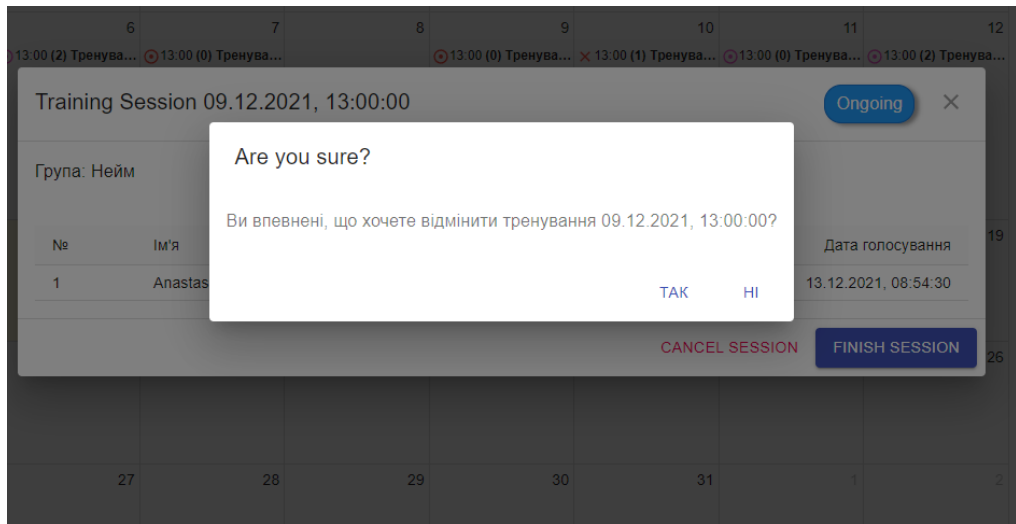 6 7 8 9 10 11 12
13:00 (2) Тренува... 13:00 (0) Тренува... 13:00 (0) Тренува... 13:00 (1) Тренува... 13:00 (0) Тренува... 13:00 (2) Тренува...
Training Session 09.12.2021, 13:00:00 Ongoing
Are you sure?
Група: Нейм
Ви впевнені, що хочете відмінити тренування 09.12.2021, 13:00:00?
19
№ Ім'я Дата голосування
1 Anastas 13.12.2021, 08:54:30
ТАК НІ
CANCEL SESSION FINISH SESSION
26
27 28 29 30 31 1 2